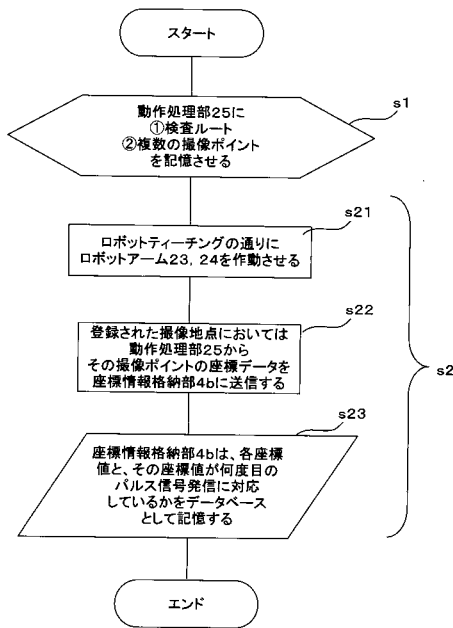 スタート
s1
動作処理部25に
①検査ルート
②複数の撮像ポイント
を記憶させる
s21
ロボットティーチングの通りに
ロボットアーム23, 24を作動させる
s22
登録された撮像地点においては
動作処理部25から
その撮像ポイントの座標データを
座標情報格納部4bに送信する
s2
s23
座標情報格納部4bは、各座標
値と、その座標値が何度目の
パルス信号発信に対応
しているかをデータベース
として記憶する
エンド